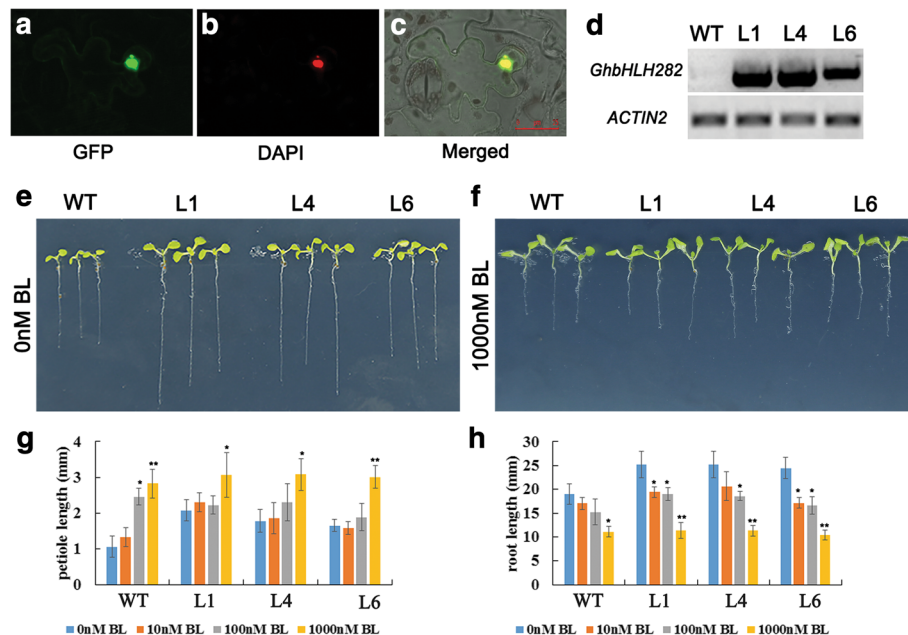 a
b
c
GFP
DAPI
Merged
d
WT L1 L4 L6
GhbHLH282
ACTIN2
e
WT L1 L4 L6
0nM BL
f
WT L1 L4 L6
1000nM BL
g
petiole length (mm)
4
3
2
1
0
* ** * * **
WT L1 L4 L6
0nM BL 10nM BL 100nM BL 1000nM BL
h
root length (mm)
30
25
20
15
10
5
0
* * * ** * ** * * **
WT L1 L4 L6
0nM BL 10nM BL 100nM BL 1000nM BL